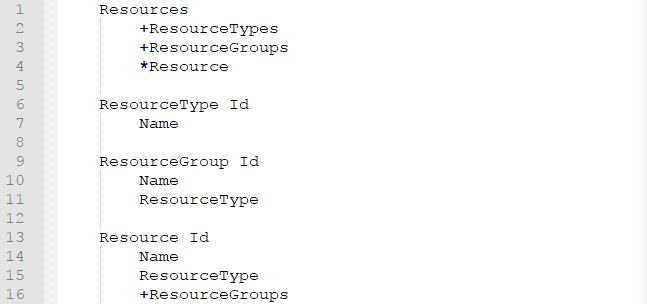 1 Resources
2 +ResourceTypes
3 +ResourceGroups
4 *Resource
5
6 ResourceType Id
7 Name
8
9 ResourceGroup Id
10 Name
11 ResourceType
12
13 Resource Id
14 Name
15 ResourceType
16 +ResourceGroups